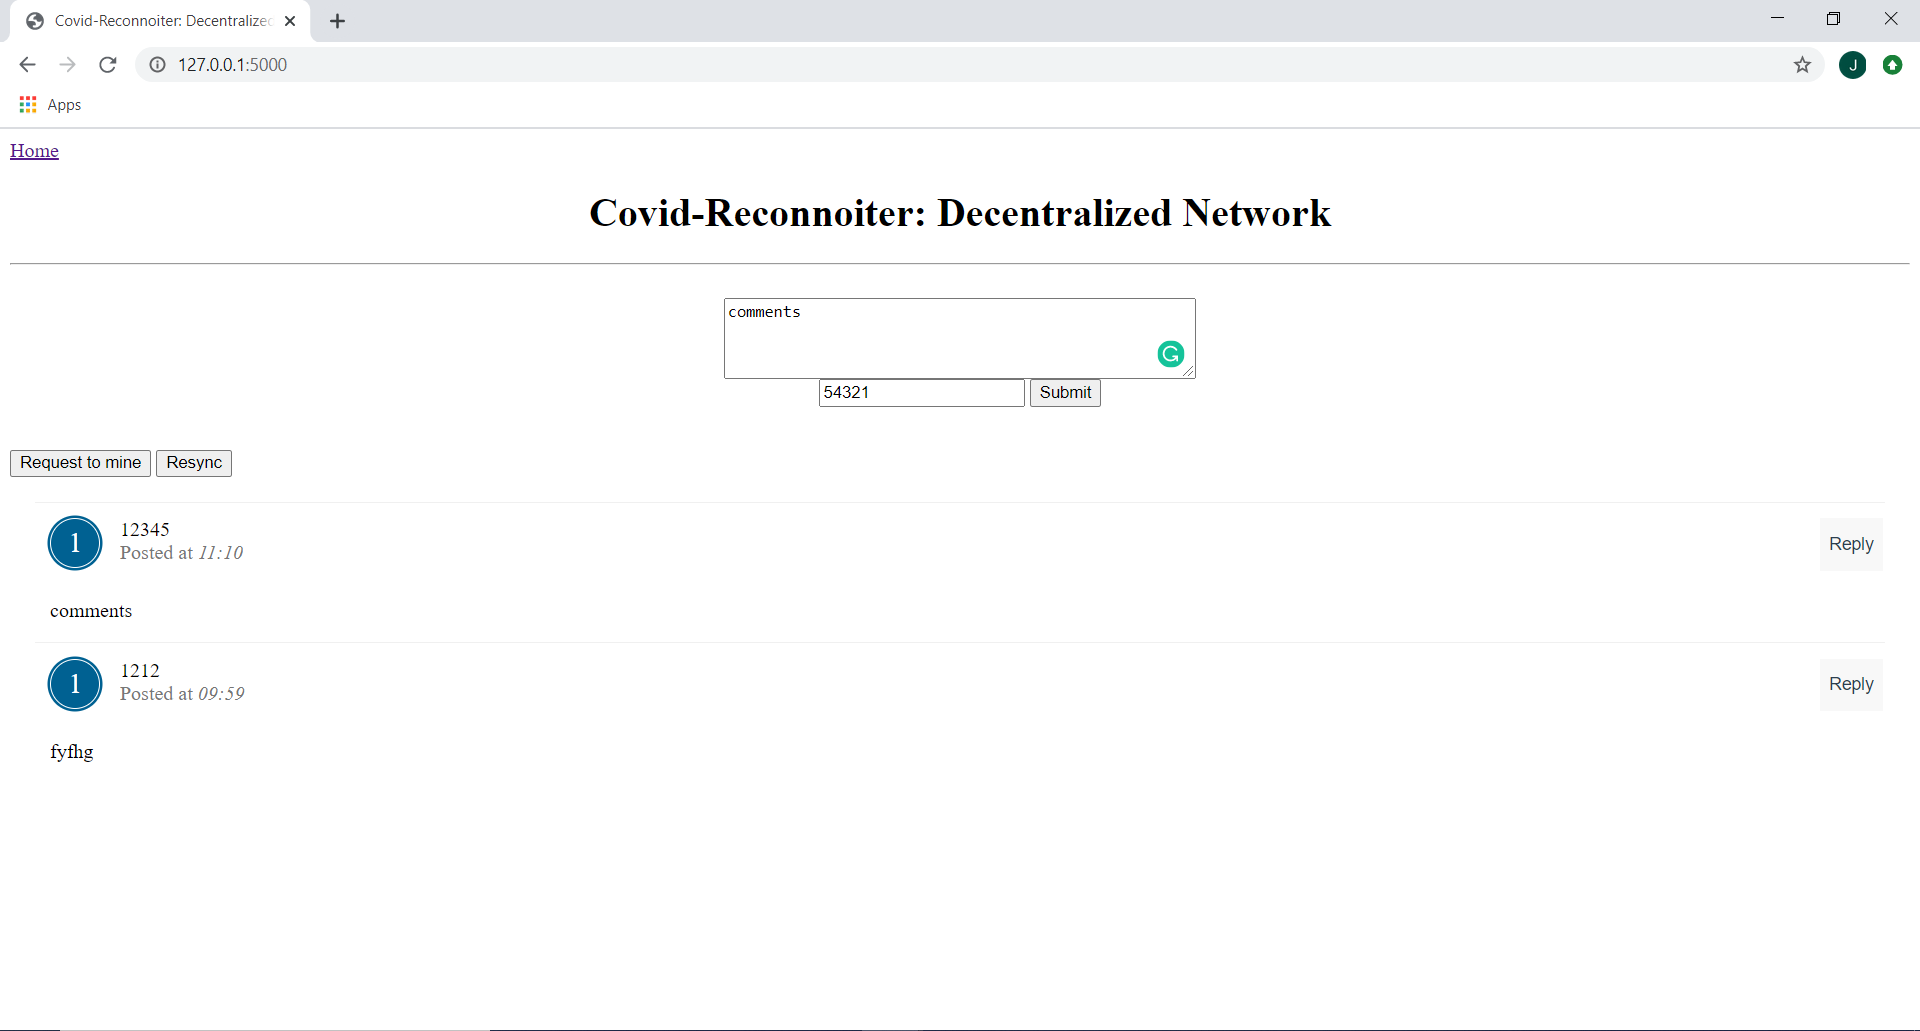 Covid-Reconnoiter: Decentralized
127.0.0.1:5000
J
Apps
Home
Covid-Reconnoiter: Decentralized Network
comments
54321 Submit
Request to mine Resync
1 12345
Posted at 11:10
Reply
comments
1 1212
Posted at 09:59
Reply
fyfhg